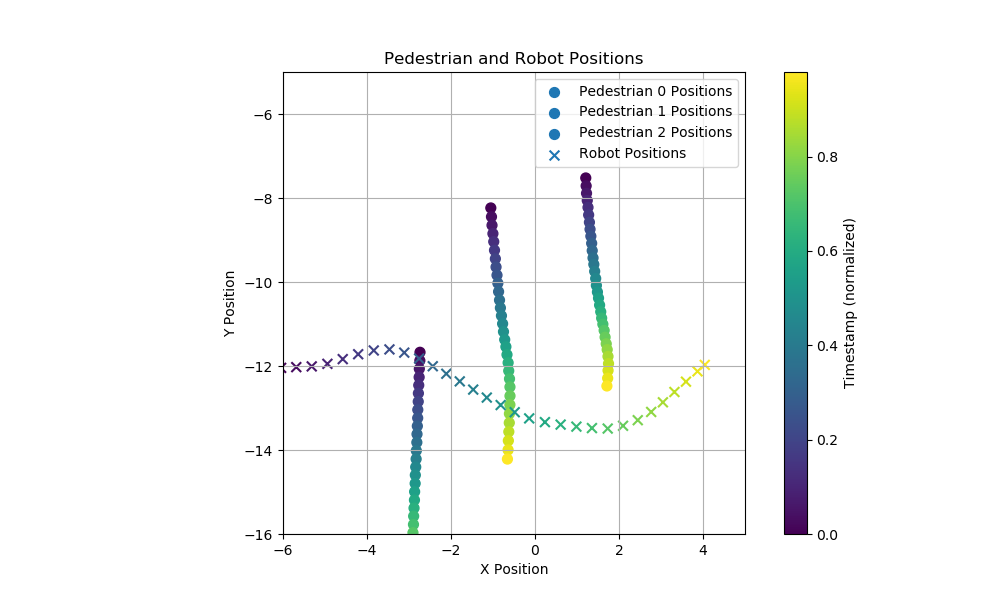 Pedestrian and Robot Positions
Pedestrian 0 Positions
Pedestrian 1 Positions
Pedestrian 2 Positions
Robot Positions
Y Position
−6
−8
−10
−12
−14
−16
−6
−4
−2
0
2
4
X Position
0.8
0.6
0.4
0.2
0.0
Timestamp (normalized)